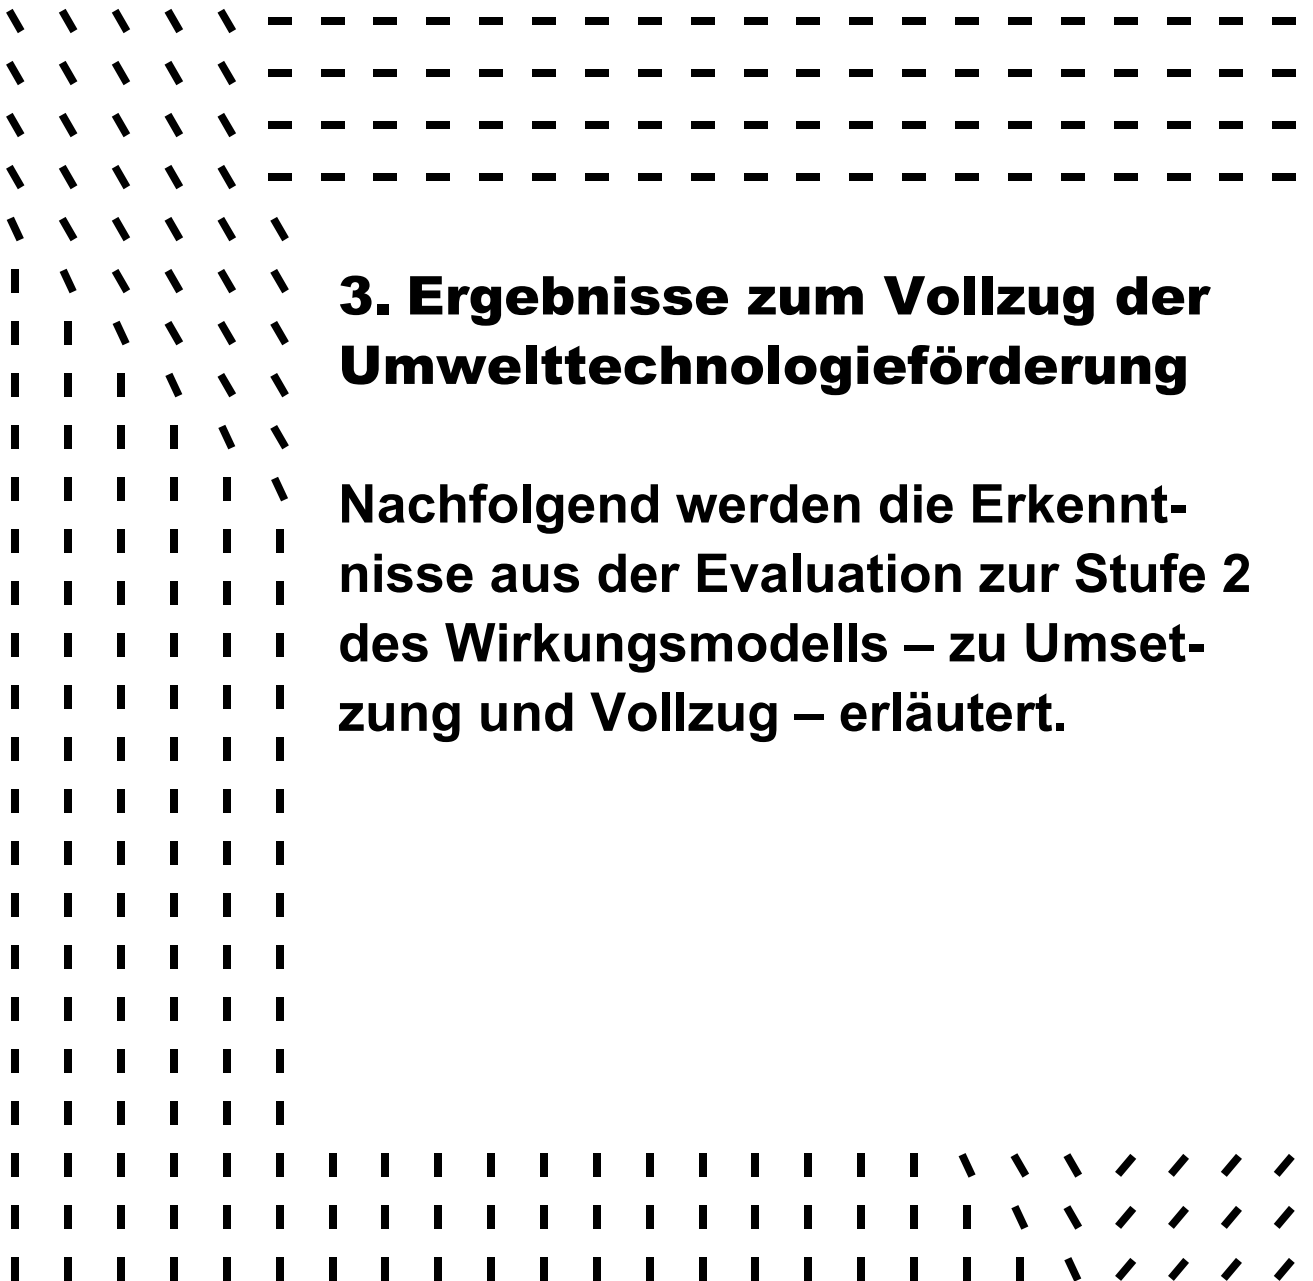 3. Ergebnisse zum Vollzug der
Umwelttechnologieförderung
Nachfolgend werden die Erkennt-
nisse aus der Evaluation zur Stufe 2
des Wirkungsmodells – zu Umset-
zung und Vollzug – erläutert.